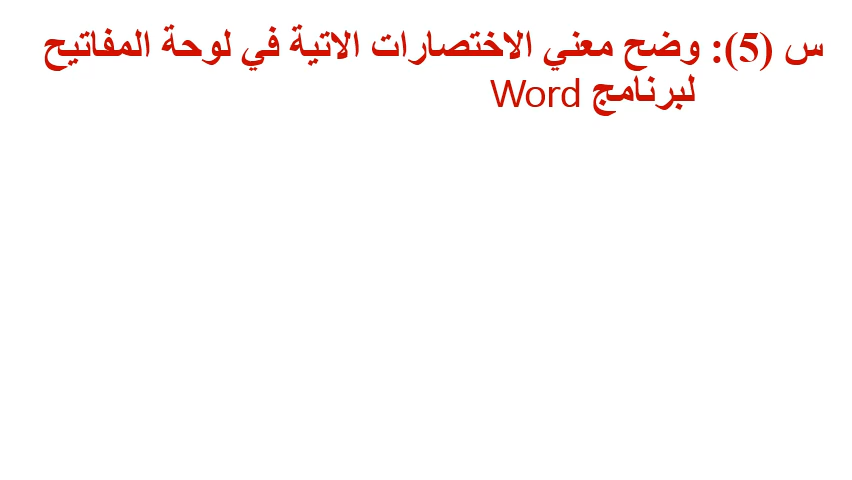 س (5): وضح معني الاختصارات الاتية في لوحة المفاتيح
لبرنامج Word